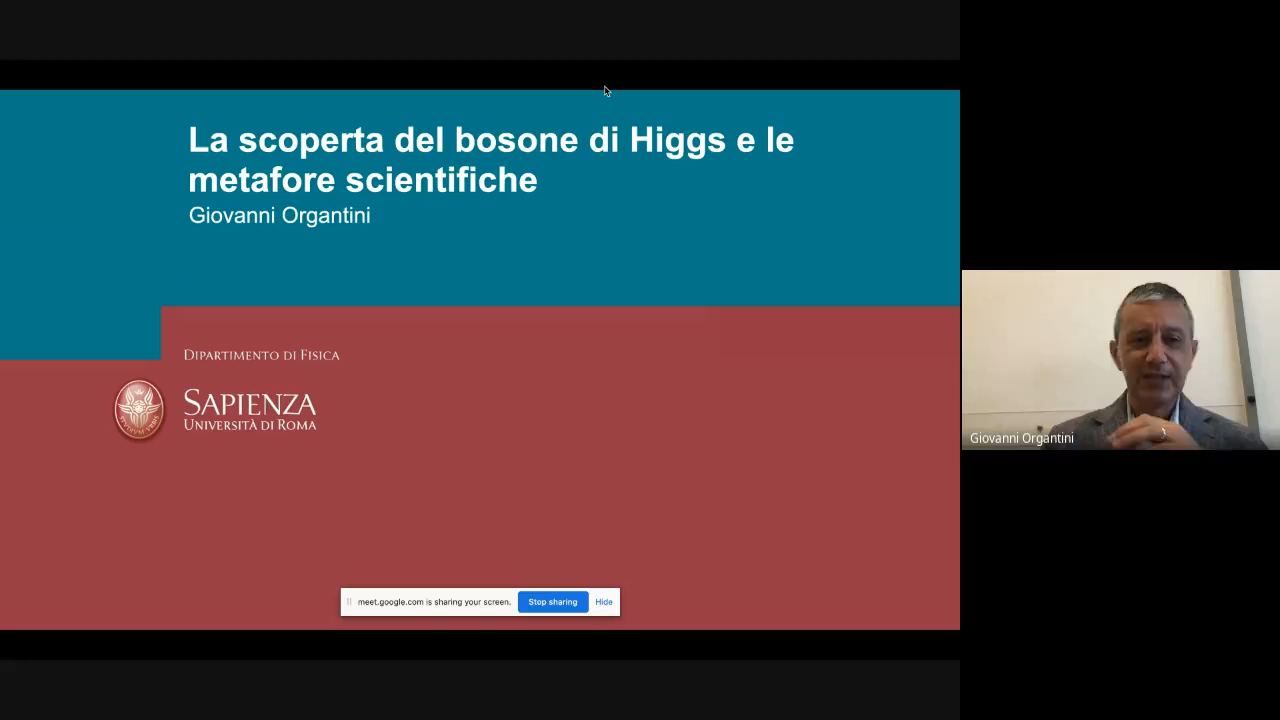 La scoperta del bosone di Higgs e le
metafore scientifiche
Giovanni Organtini
DIPARTIMENTO DI FISICA
SAPIENZA
UNIVERSITÀ DI ROMA
meet.google.com is sharing your screen.
Stop sharing
Hide
Giovanni Organtini